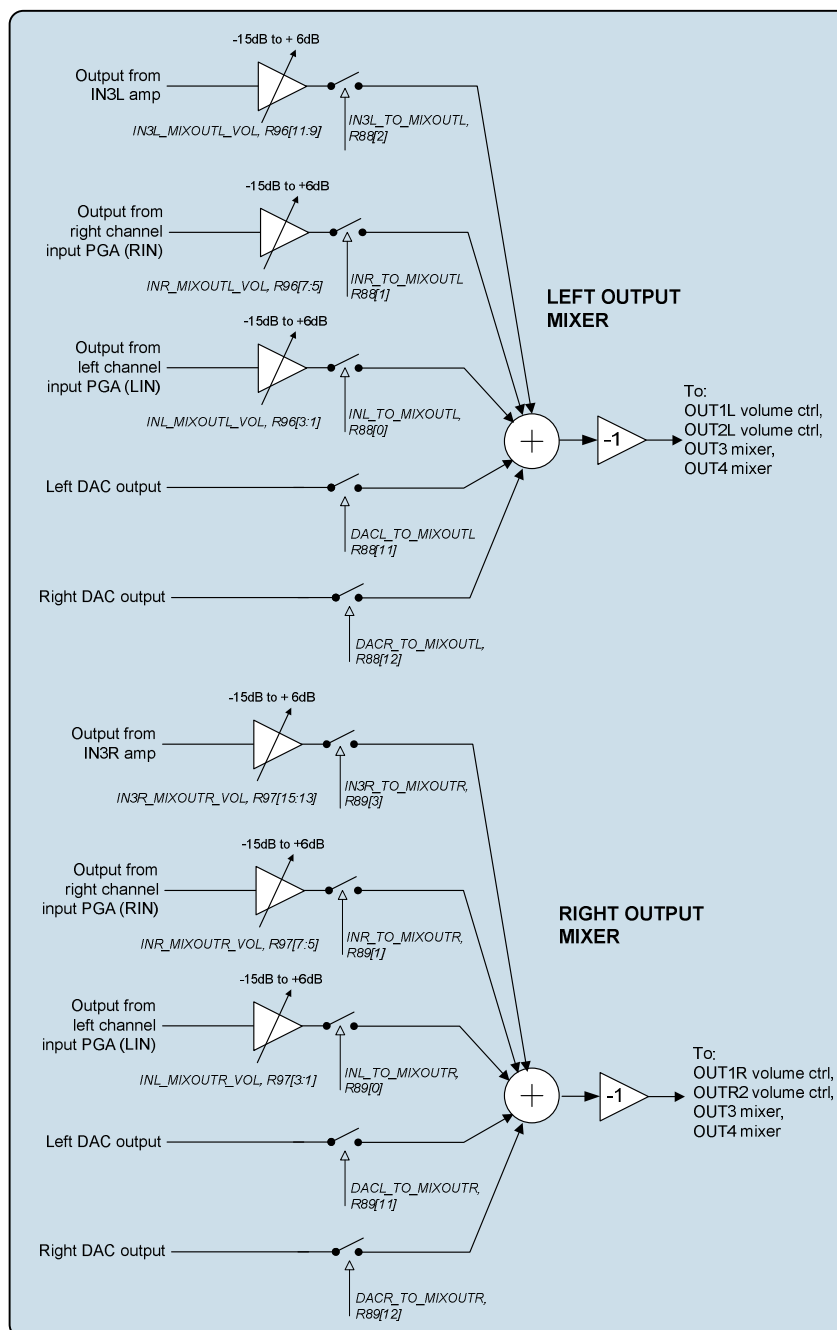 -15dB to + 6dB
Output from
IN3L amp
IN3L_MIXOUTL_VOL, R96[11:9]
IN3L_TO_MIXOUTL,
R88[2]
-15dB to +6dB
Output from
right channel
input PGA (RIN)
INR_MIXOUTL_VOL, R96[7:5]
INR_TO_MIXOUTL
R88[1]
LEFT OUTPUT
MIXER
-15dB to +6dB
Output from
left channel
input PGA (LIN)
INL_MIXOUTL_VOL, R96[3:1]
INL_TO_MIXOUTL,
R88[0]
+
-1
To:
OUT1L volume ctrl,
OUT2L volume ctrl,
OUT3 mixer,
OUT4 mixer
Left DAC output
DACL_TO_MIXOUTL
R88[11]
Right DAC output
DACR_TO_MIXOUTL,
R88[12]
-15dB to + 6dB
Output from
IN3R amp
IN3R_MIXOUTR_VOL, R97[15:13]
IN3R_TO_MIXOUTR,
R89[3]
-15dB to +6dB
Output from
right channel
input PGA (RIN)
INR_MIXOUTR_VOL, R97[7:5]
INR_TO_MIXOUTR,
R89[1]
RIGHT OUTPUT
MIXER
-15dB to +6dB
Output from
left channel
input PGA (LIN)
INL_MIXOUTR_VOL, R97[3:1]
INL_TO_MIXOUTR,
R89[0]
+
-1
To:
OUT1R volume ctrl,
OUTR2 volume ctrl,
OUT3 mixer,
OUT4 mixer
Left DAC output
DACL_TO_MIXOUTR,
R89[11]
Right DAC output
DACR_TO_MIXOUTR,
R89[12]